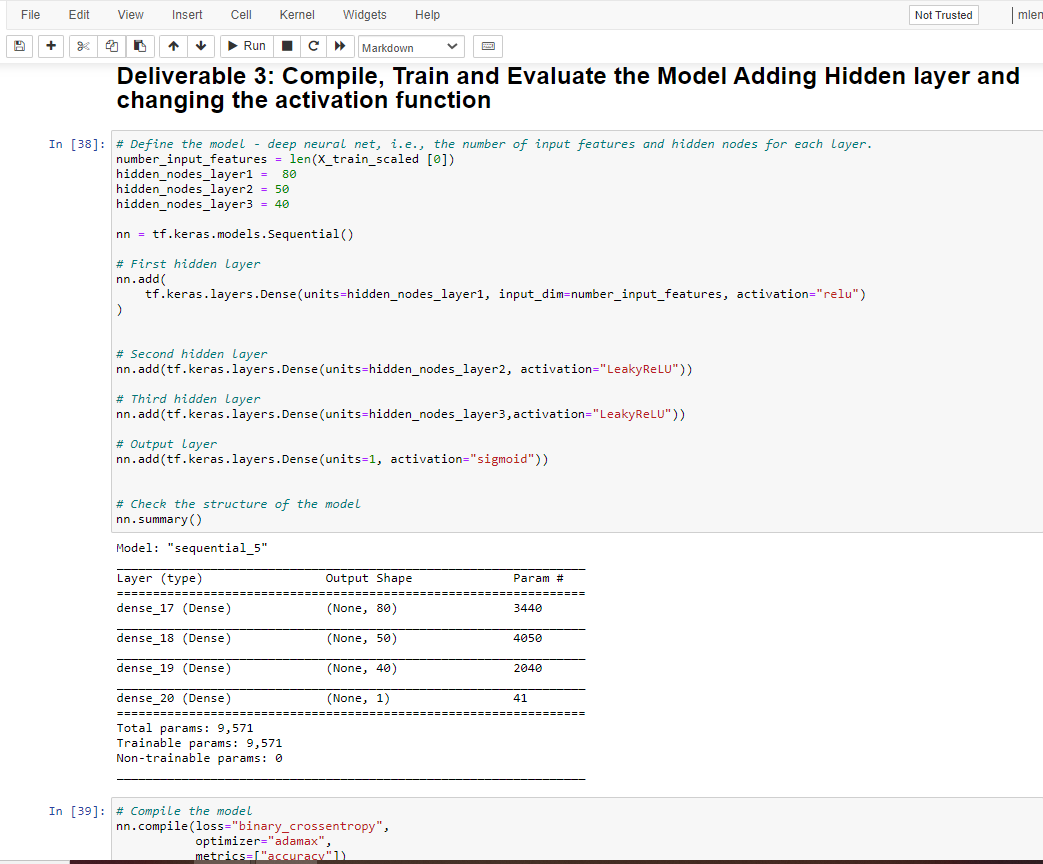 File Edit View Insert Cell Kernel Widgets Help Not Trusted mlen
Run Markdown
Deliverable 3: Compile, Train and Evaluate the Model Adding Hidden layer and
changing the activation function
In [38]: # Define the model - deep neural net, i.e., the number of input features and hidden nodes for each layer.
number_input_features = len(X_train_scaled [0])
hidden_nodes_layer1 =  80
hidden_nodes_layer2 = 50
hidden_nodes_layer3 = 40
nn = tf.keras.models.Sequential()
# First hidden layer
nn.add(
    tf.keras.layers.Dense(units=hidden_nodes_layer1, input_dim=number_input_features, activation="relu")
)
# Second hidden layer
nn.add(tf.keras.layers.Dense(units=hidden_nodes_layer2, activation="LeakyReLU"))
# Third hidden layer
nn.add(tf.keras.layers.Dense(units=hidden_nodes_layer3,activation="LeakyReLU"))
# Output layer
nn.add(tf.keras.layers.Dense(units=1, activation="sigmoid"))
# Check the structure of the model
nn.summary()
Model: "sequential_5"
Layer (type) Output Shape Param #
dense_17 (Dense) (None, 80) 3440
dense_18 (Dense) (None, 50) 4050
dense_19 (Dense) (None, 40) 2040
dense_20 (Dense) (None, 1) 41
Total params: 9,571
Trainable params: 9,571
Non-trainable params: 0
In [39]: # Compile the model
nn.compile(loss="binary_crossentropy",
           optimizer="adamax",
           metrics=["accuracy"])